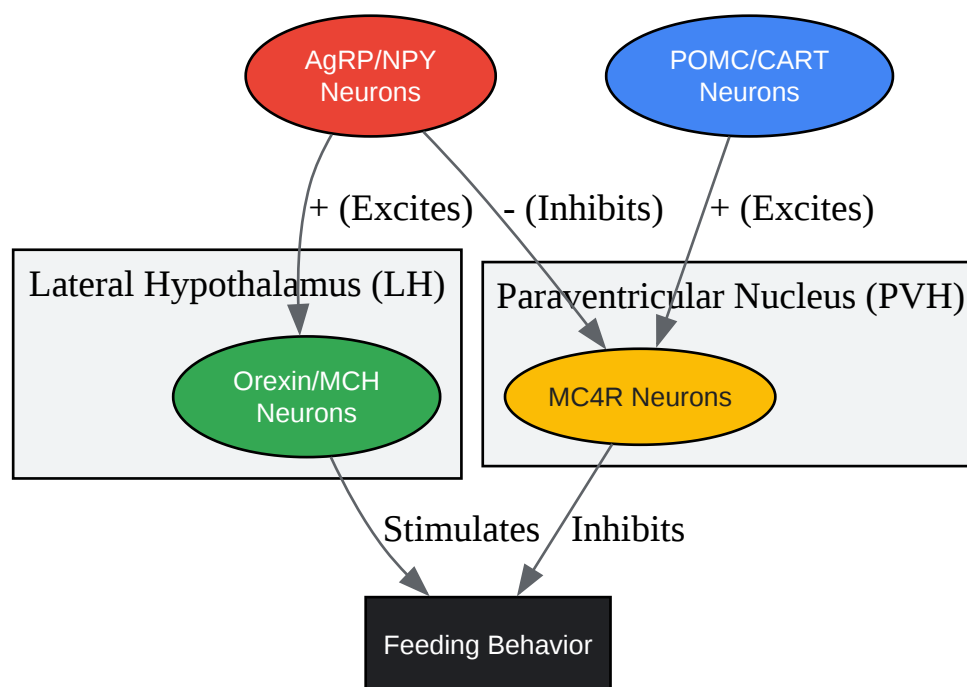 AgRP/NPY
Neurons
POMC/CART
Neurons
+ (Excites)
- (Inhibits)
+ (Excites)
Lateral Hypothalamus (LH)
Paraventricular Nucleus (PVH)
Orexin/MCH
Neurons
MC4R Neurons
Stimulates
Inhibits
Feeding Behavior